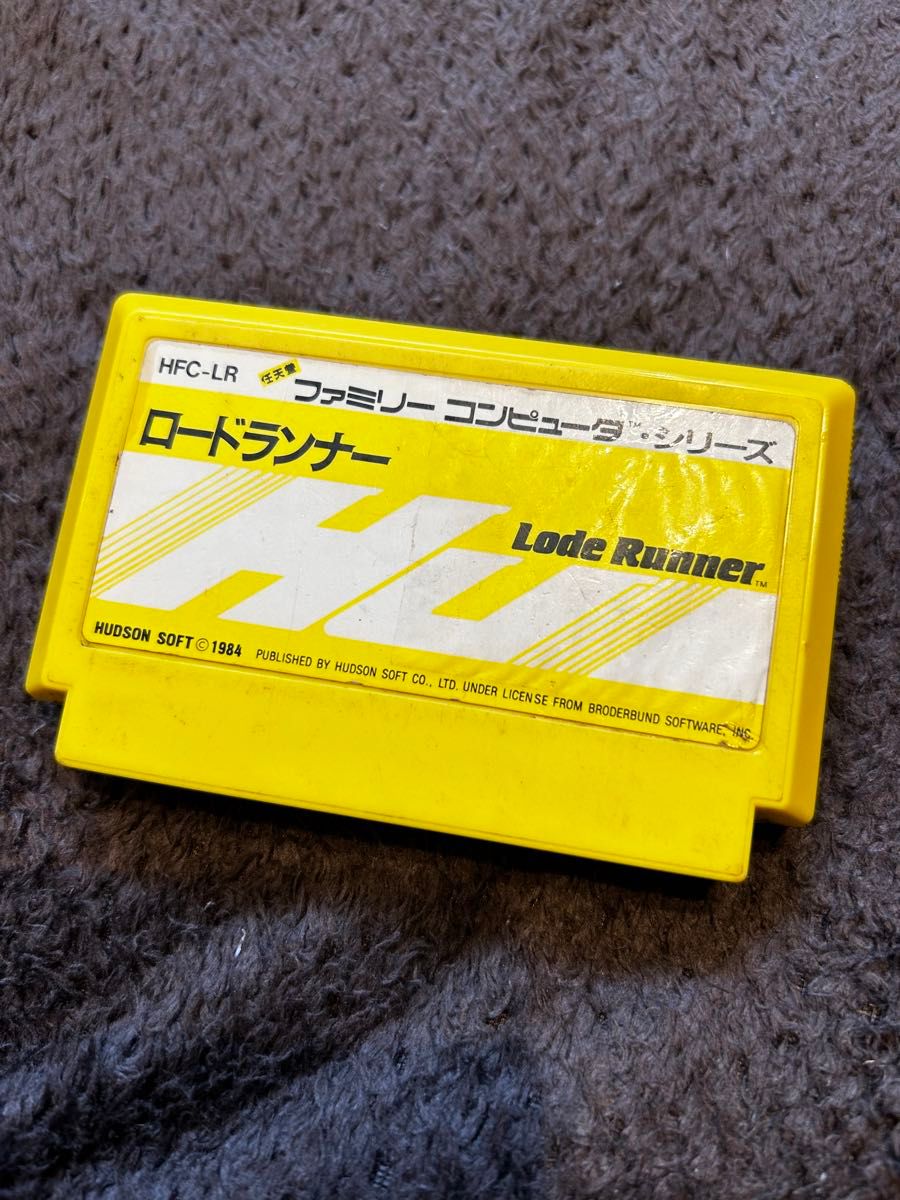 HFC-LR 任天堂 ファミリー コンピュータ™・シリーズ
ロードランナー
Hu
Lode Runner™
HUDSON SOFT © 1984 PUBLISHED BY HUDSON SOFT CO., LTD. UNDER LICENSE FROM BRODERBUND SOFTWARE, INC.